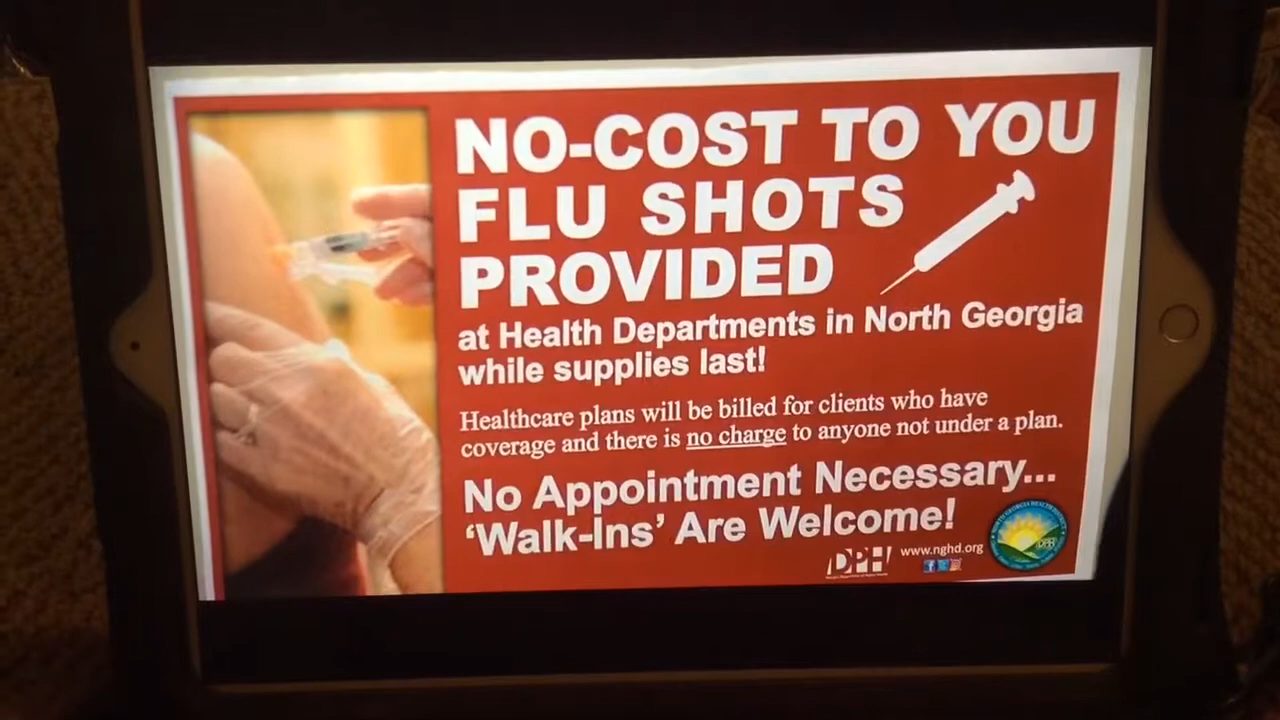 NO-COST TO YOU
FLU SHOTS
PROVIDED
at Health Departments in North Georgia
while supplies last!
Healthcare plans will be billed for clients who have
coverage and there is no charge to anyone not under a plan.
No Appointment Necessary...
‘Walk-Ins’ Are Welcome!
DPH
www.nghd.org